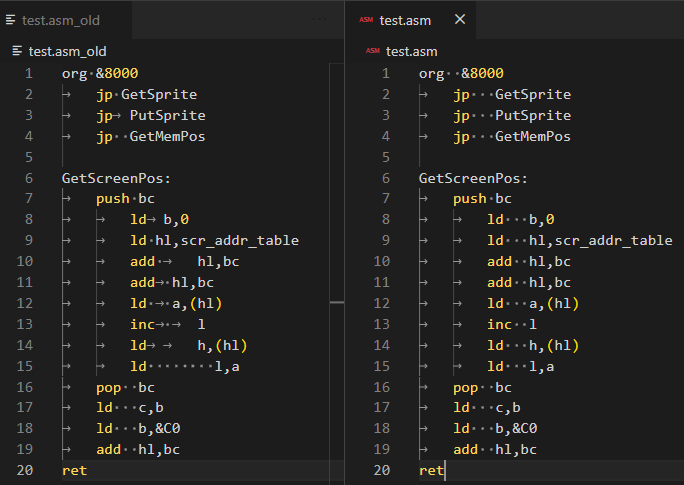 test.asm_old
test.asm_old
1 org &8000
2 jp GetSprite
3 jp PutSprite
4 jp GetMemPos
5
6 GetScreenPos:
7 push bc
8 ld b,0
9 ld hl,scr_addr_table
10 add hl,bc
11 add hl,bc
12 ld a,(hl)
13 inc l
14 ld h,(hl)
15 ld l,a
16 pop bc
17 ld c,b
18 ld b,&C0
19 add hl,bc
20 ret
ASM test.asm
ASM test.asm
1 org &8000
2 jp GetSprite
3 jp PutSprite
4 jp GetMemPos
5
6 GetScreenPos:
7 push bc
8 ld b,0
9 ld hl,scr_addr_table
10 add hl,bc
11 add hl,bc
12 ld a,(hl)
13 inc l
14 ld h,(hl)
15 ld l,a
16 pop bc
17 ld c,b
18 ld b,&C0
19 add hl,bc
20 ret